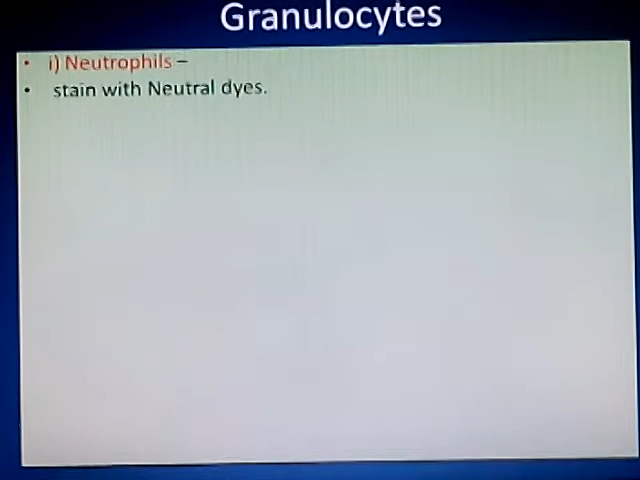 Granulocytes
• i) Neutrophils –
• stain with Neutral dyes.